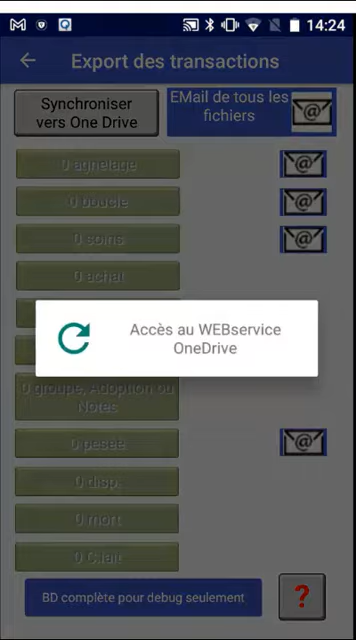 14:24
Export des transactions
Synchroniser
vers One Drive
EMail de tous les
fichiers
0 agnelage
0 boucle
0 soins
0 achat
Accès au WEBservice
OneDrive
0 groupe, Adoption ou
Notes
0 pesée
0 disp.
0 mort
0 C.lait
BD complète pour debug seulement
?